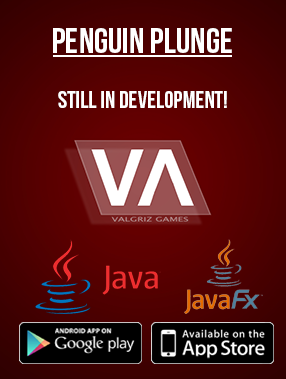 PENGUIN PLUNGE
STILL IN DEVELOPMENT!
VA
VALGRIZ GAMES
Java
JavaFx
ANDROID APP ON
Google play
Available on the
App Store